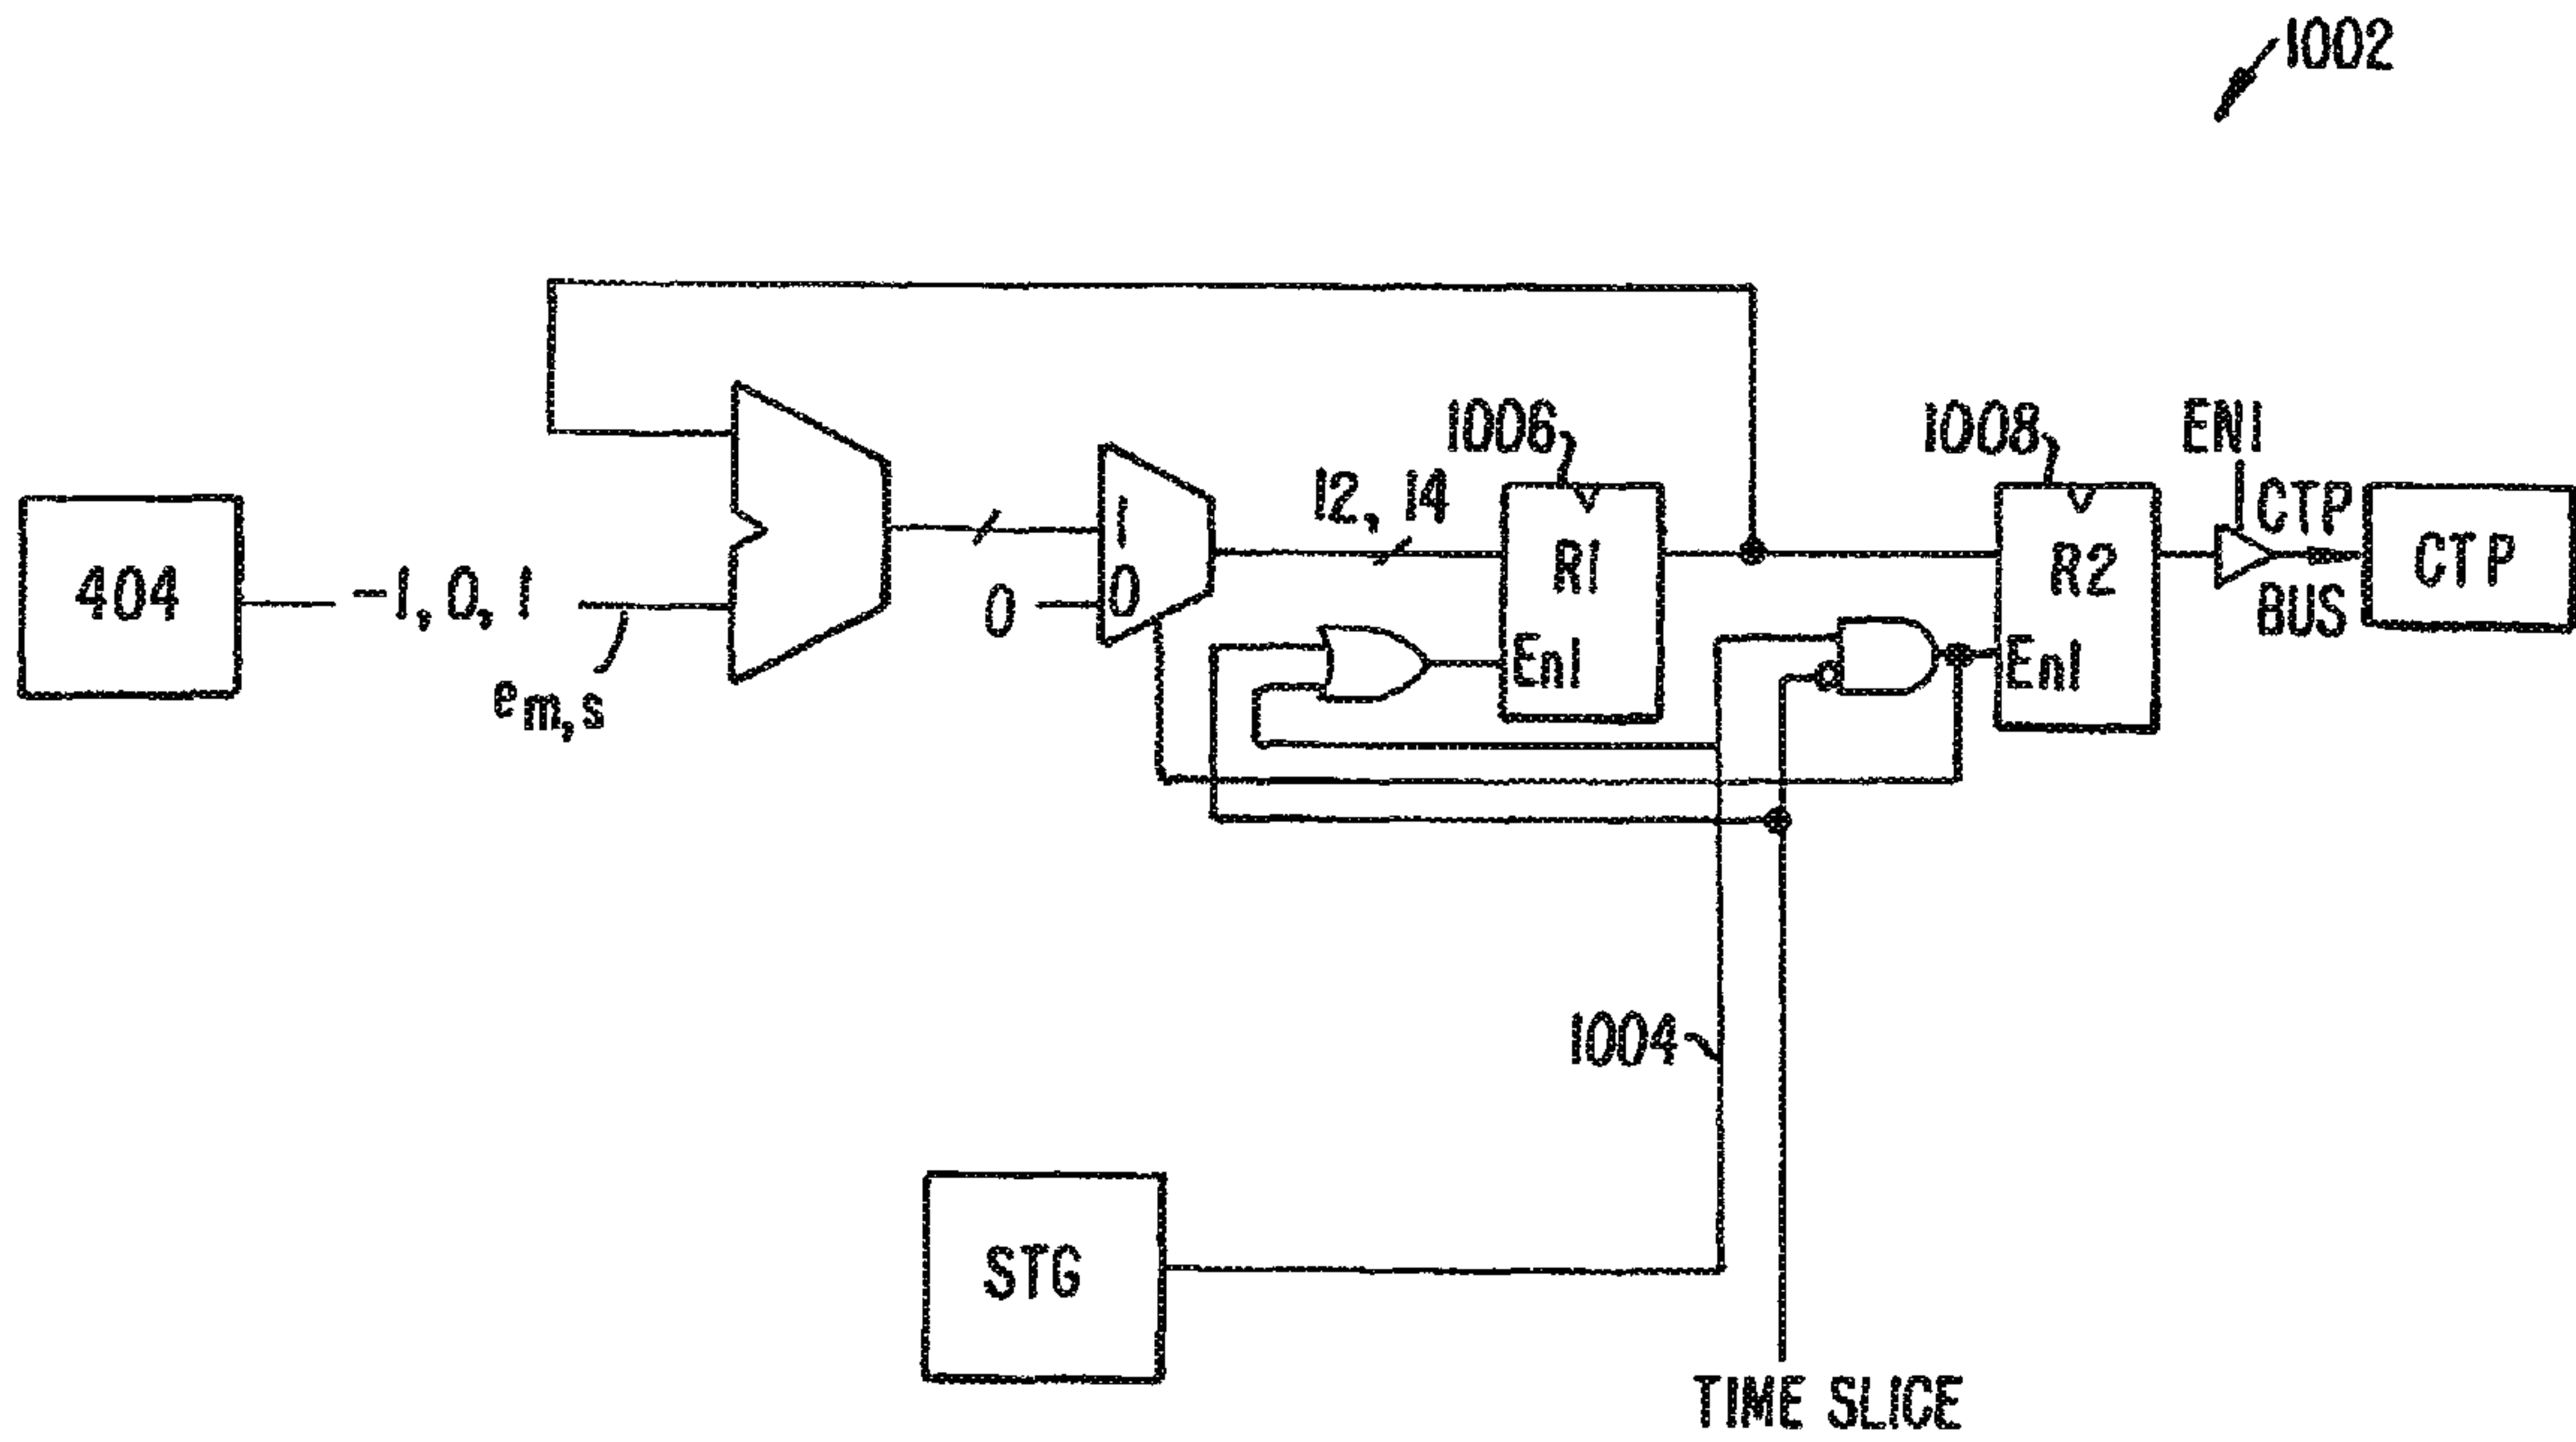 1002
404
-1, 0, 1
e m,s
1
0
0
12, 14
1006
R1
En1
1008
R2
En1
EN1
CTP
BUS
CTP
1004
STG
TIME SLICE